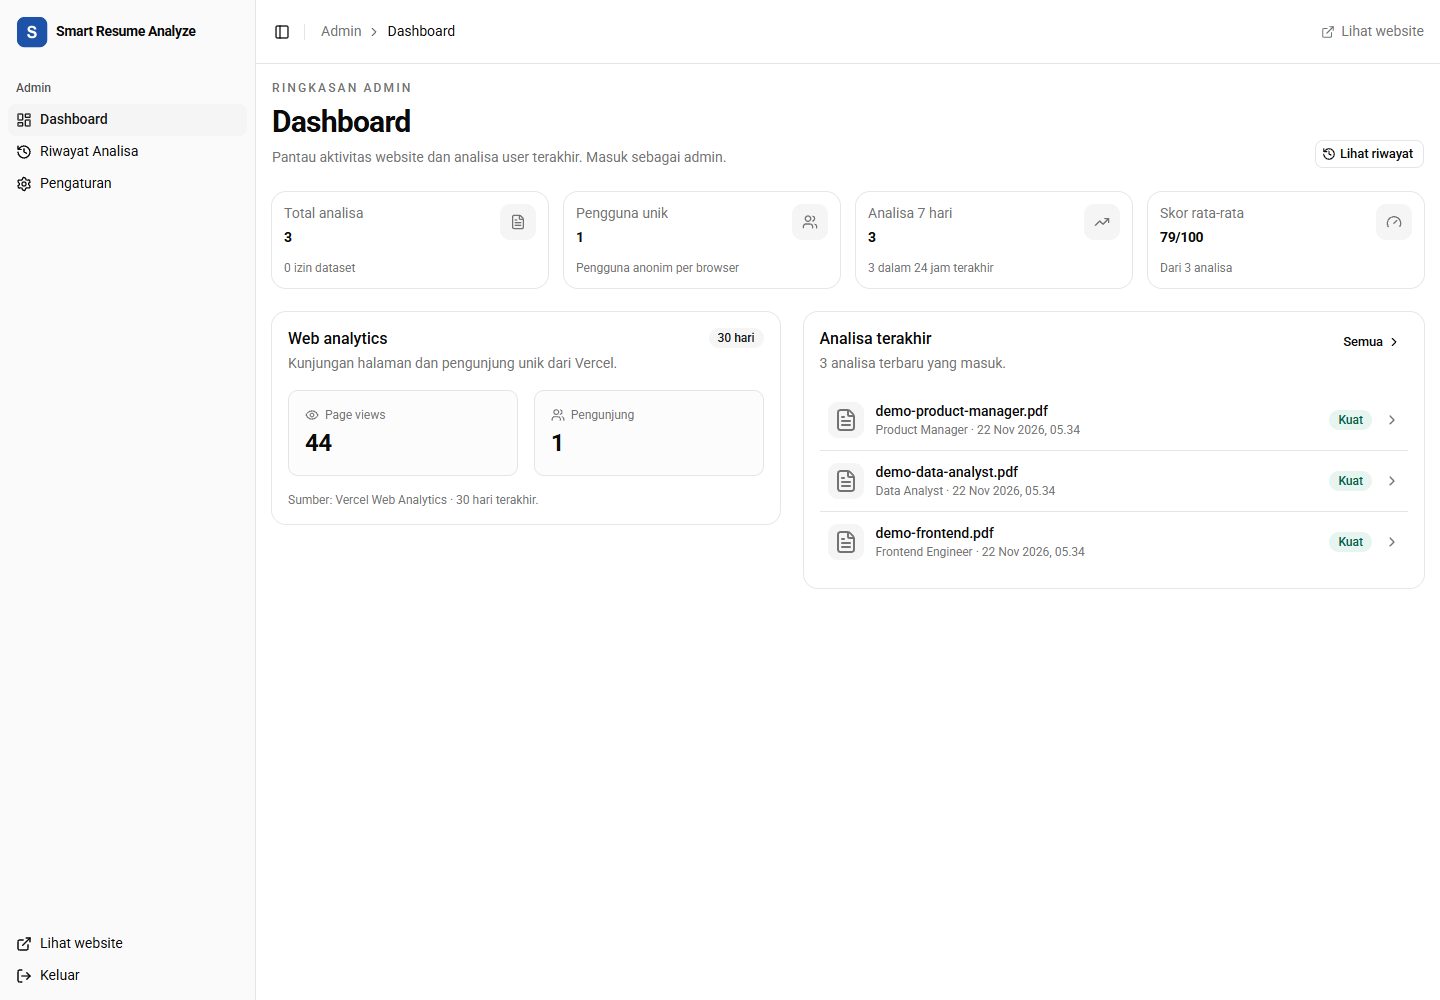 S
Smart Resume Analyze
Admin
Dashboard
Riwayat Analisa
Pengaturan
Lihat website
Keluar
Admin
Dashboard
Lihat website
RINGKASAN ADMIN
Dashboard
Pantau aktivitas website dan analisa user terakhir. Masuk sebagai admin.
Lihat riwayat
Total analisa
3
0 izin dataset
Pengguna unik
1
Pengguna anonim per browser
Analisa 7 hari
3
3 dalam 24 jam terakhir
Skor rata-rata
79/100
Dari 3 analisa
Web analytics
30 hari
Kunjungan halaman dan pengunjung unik dari Vercel.
Page views
44
Pengunjung
1
Sumber: Vercel Web Analytics · 30 hari terakhir.
Analisa terakhir
Semua
3 analisa terbaru yang masuk.
demo-product-manager.pdf
Product Manager · 22 Nov 2026, 05.34
Kuat
demo-data-analyst.pdf
Data Analyst · 22 Nov 2026, 05.34
Kuat
demo-frontend.pdf
Frontend Engineer · 22 Nov 2026, 05.34
Kuat